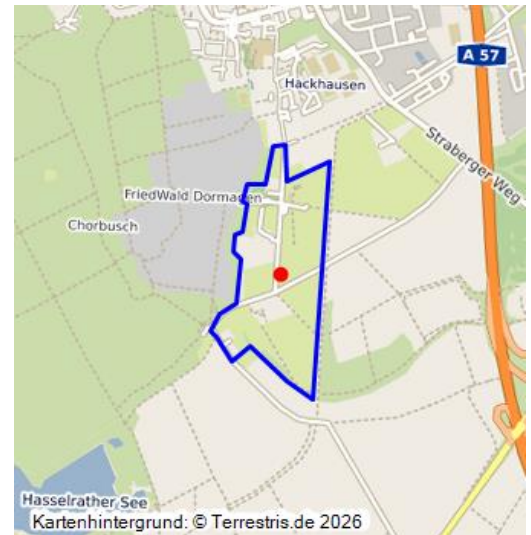 A 57
Hackhausen
Straberger Weg
FriedWald Dormagen
Chorbusch
Hasselrather See
Kartenhintergrund: © Terrestris.de 2026